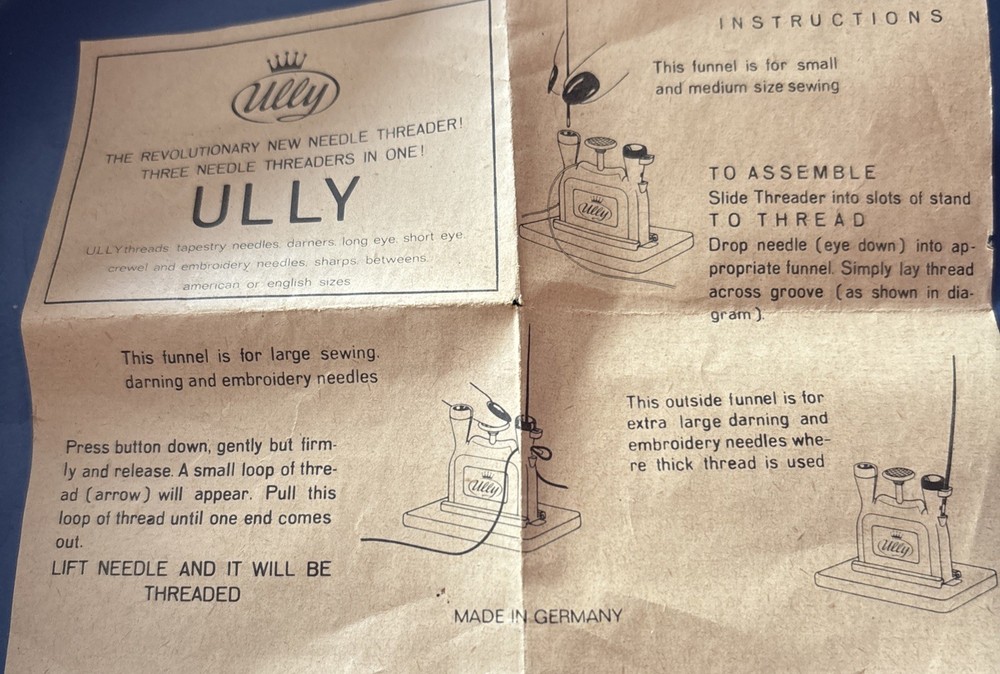 Ully
THE REVOLUTIONARY NEW NEEDLE THREADER!
THREE NEEDLE THREADERS IN ONE!
ULLY
ULLY threads tapestry needles. darners. long eye. short eye.
crewel and embroidery needles. sharps. betweens.
american or english sizes
INSTRUCTIONS
This funnel is for small
and medium size sewing
Ully
TO ASSEMBLE
Slide Threader into slots of stand
TO THREAD
Drop needle (eye down) into ap-
propriate funnel. Simply lay thread
across groove (as shown in dia-
gram).
This funnel is for large sewing.
darning and embroidery needles
Press button down, gently but firm-
ly and release. A small loop of thre-
ad (arrow) will appear. Pull this
loop of thread until one end comes
out.
LIFT NEEDLE AND IT WILL BE
THREADED
Ully
This outside funnel is for
extra large darning and
embroidery needles whe-
re thick thread is used
Ully
MADE IN GERMANY